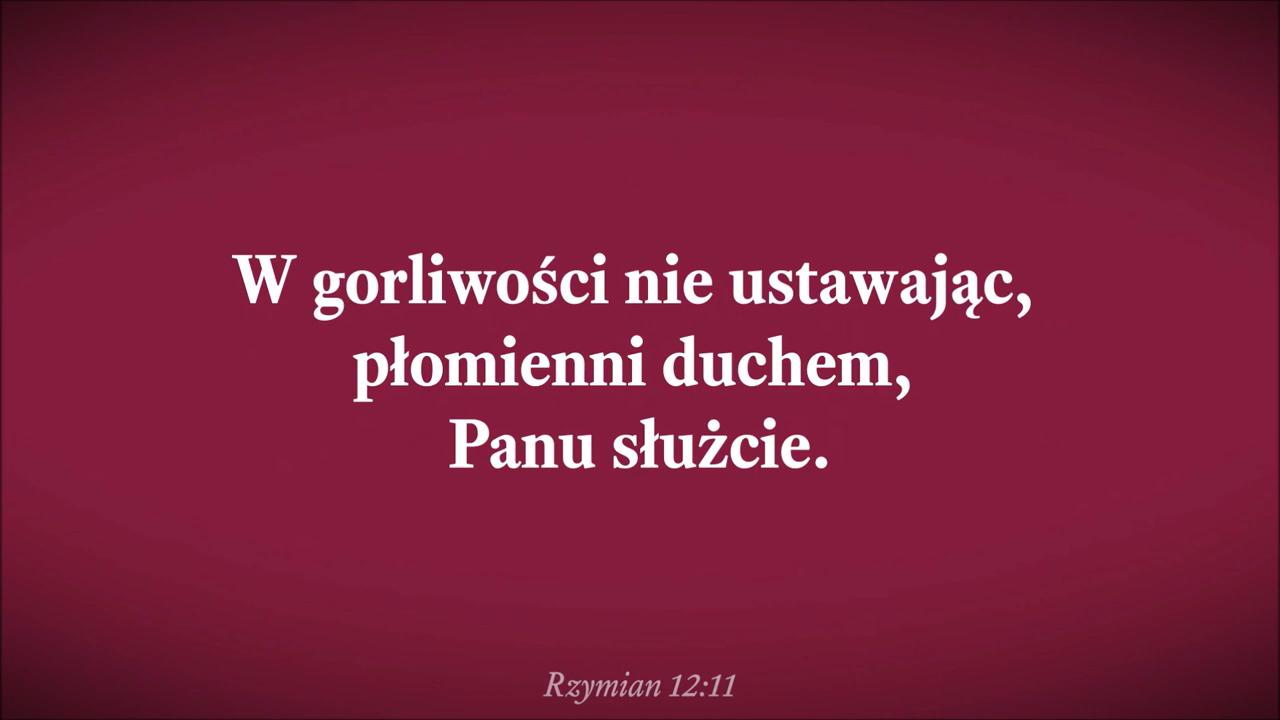 W gorliwości nie ustawając,
płomienni duchem,
Panu służcie.
Rzymian 12:11